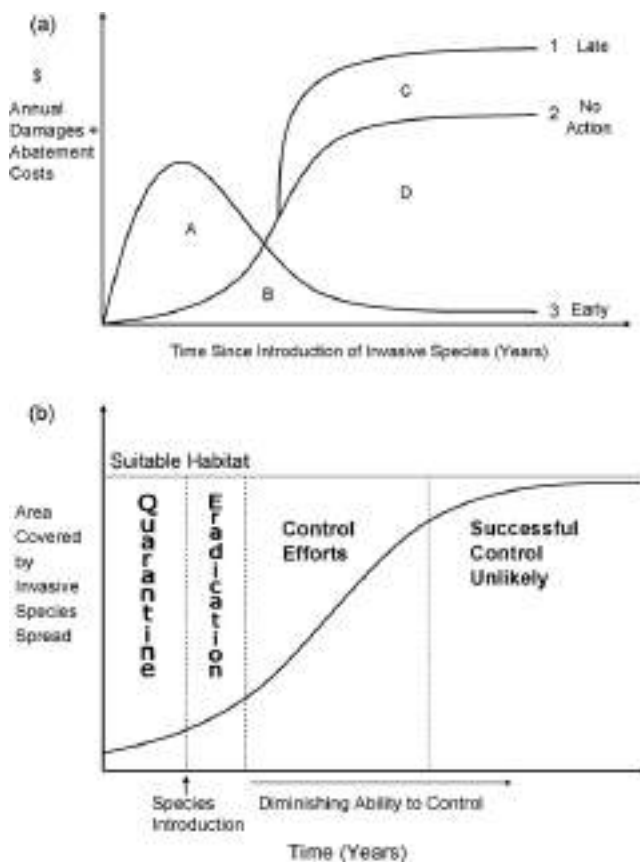 (a)
$
Annual
Damages +
Abatement
Costs
1 Late
C
2 No
Action
A
D
B
3 Early
Time Since Introduction of Invasive Species (Years)
(b)
Suitable Habitat
Area
Covered
by
Invasive
Species
Spread
Quarantine
Eradication
Control
Efforts
Successful
Control
Unlikely
Species
Introduction
Diminishing Ability to Control
Time (Years)